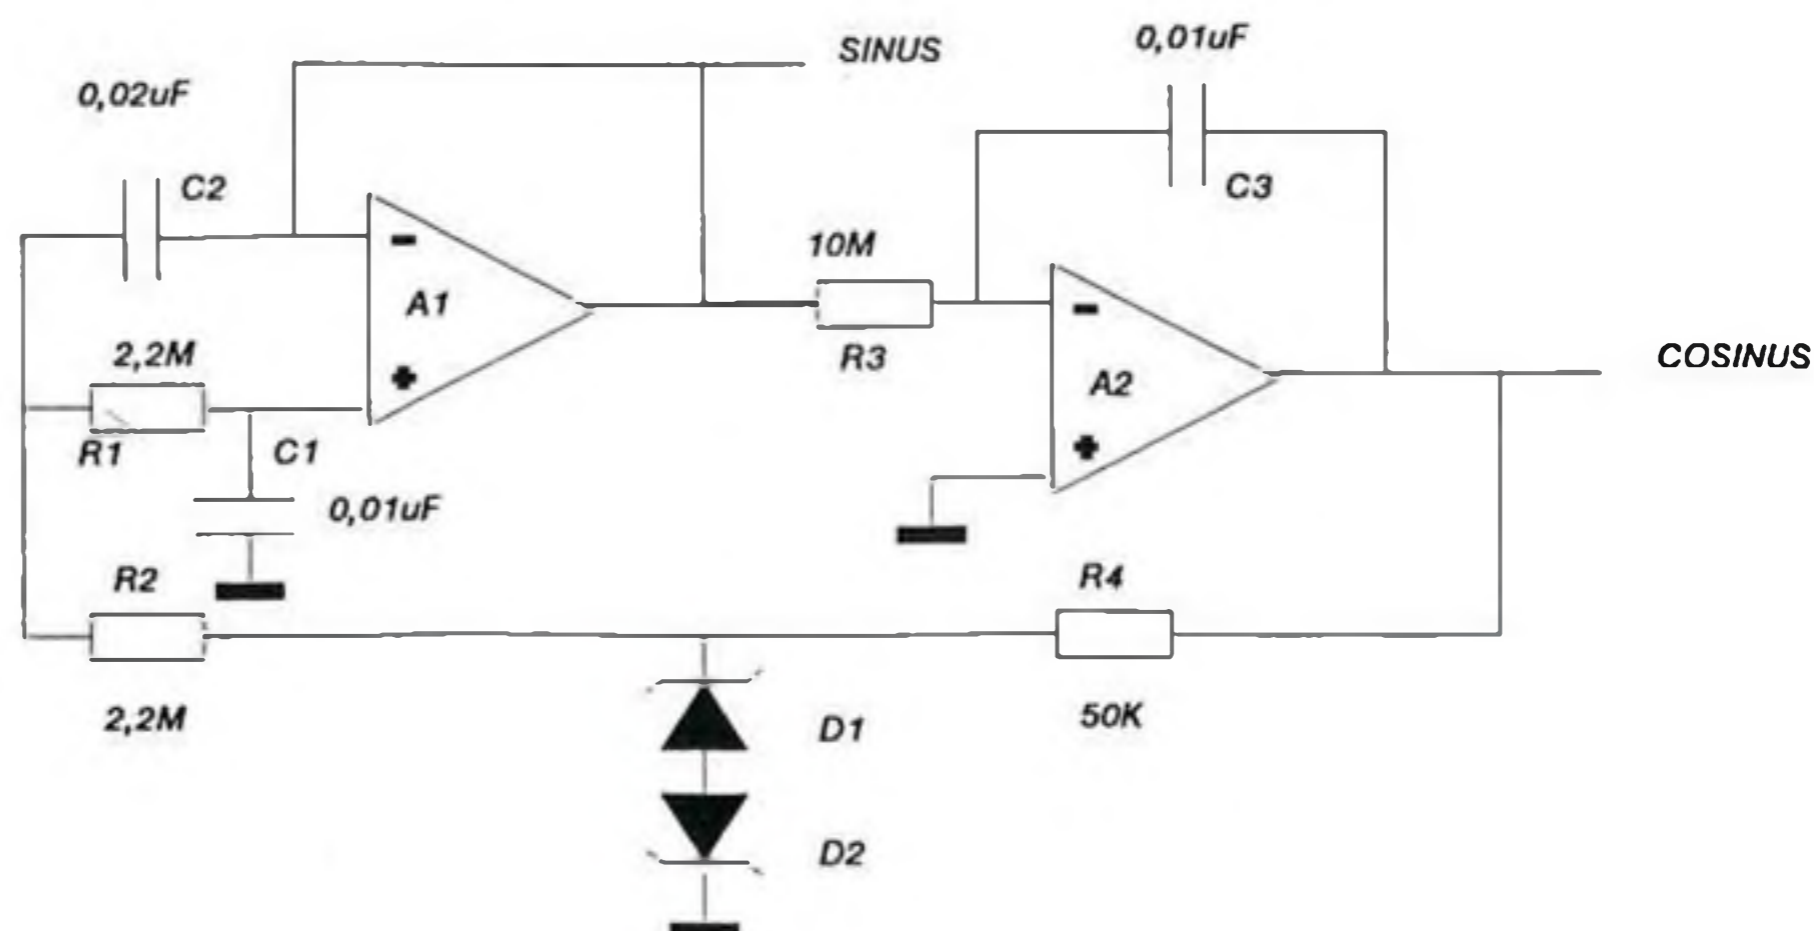 SINUS
0,01uF
0,02uF
C2
C3
10M
A1
2,2M
R3
COSINUS
A2
R1
C1
0,01uF
R2
R4
2,2M
D1
50K
D2